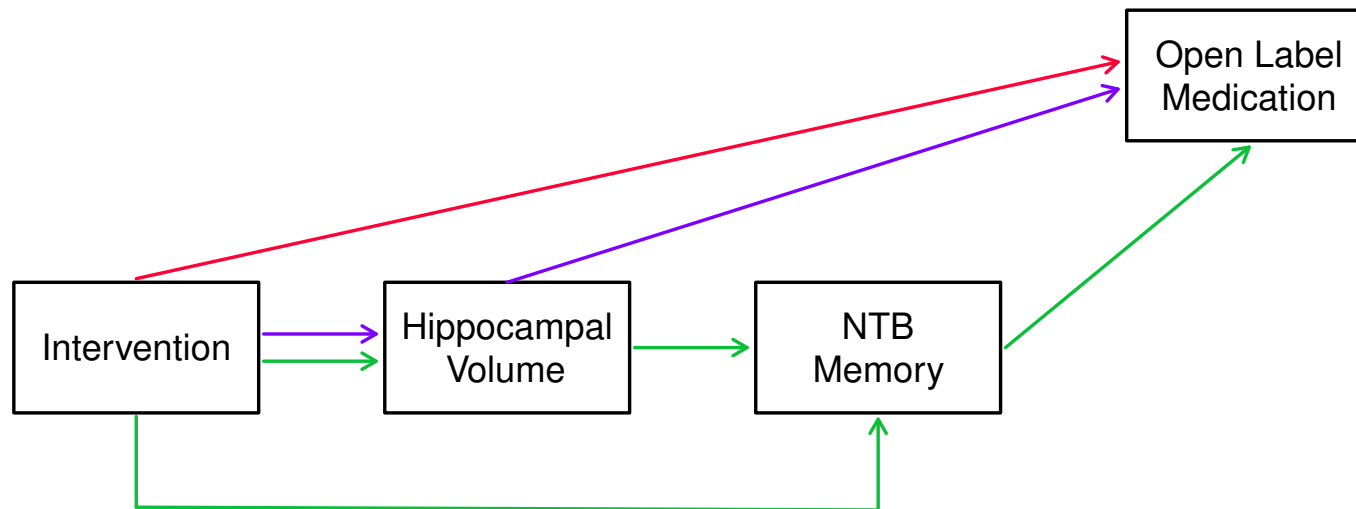 Open Label
Medication
Intervention
Hippocampal
Volume
NTB
Memory